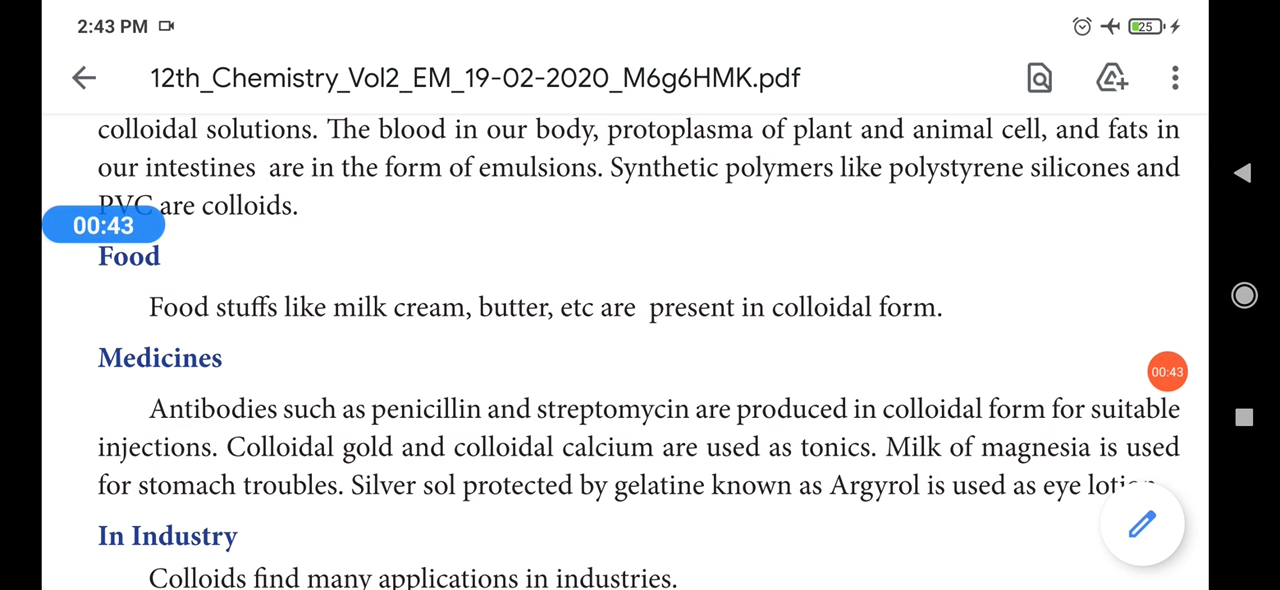 2:43 PM
25
12th_Chemistry_Vol2_EM_19-02-2020_M6g6HMK.pdf
colloidal solutions. The blood in our body, protoplasma of plant and animal cell, and fats in
our intestines are in the form of emulsions. Synthetic polymers like polystyrene silicones and
PVC are colloids.
00:43
Food
Food stuffs like milk cream, butter, etc are present in colloidal form.
Medicines
00:43
Antibodies such as penicillin and streptomycin are produced in colloidal form for suitable
injections. Colloidal gold and colloidal calcium are used as tonics. Milk of magnesia is used
for stomach troubles. Silver sol protected by gelatine known as Argyrol is used as eye lotion
In Industry
Colloids find many applications in industries.